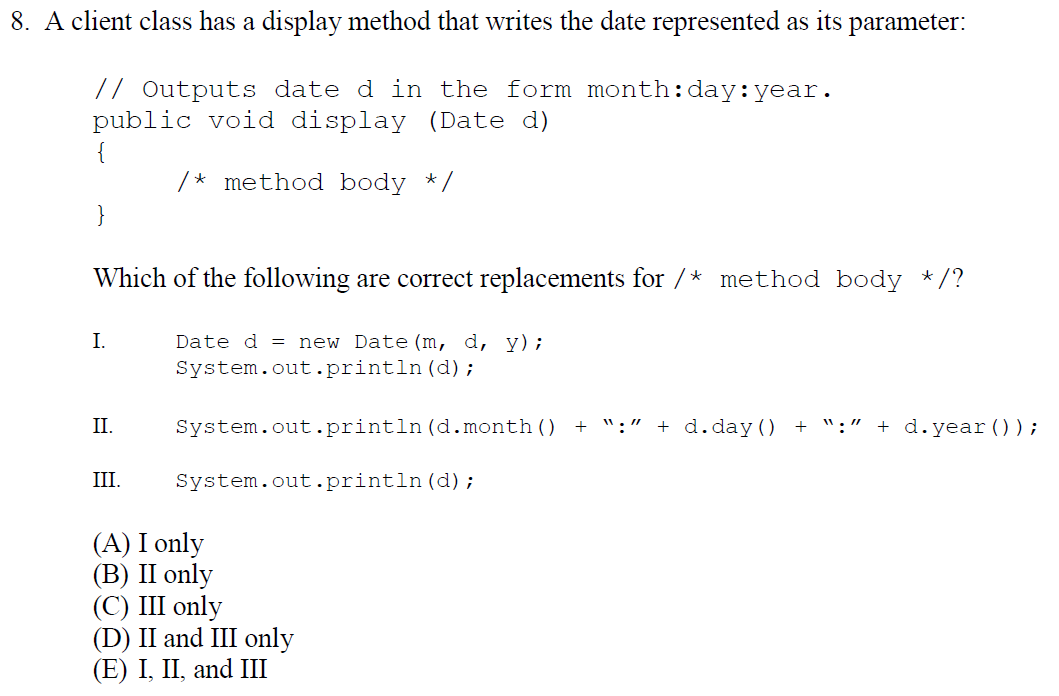 8. A client class has a display method that writes the date represented as its parameter:
// Outputs date d in the form month:day:year.
public void display (Date d)
{
/* method body */
}
Which of the following are correct replacements for /* method body */?
I. Date d = new Date(m, d, y);
System.out.println(d);
II. System.out.println(d.month() + “:” + d.day() + “:” + d.year());
III. System.out.println(d);
(A) I only
(B) II only
(C) III only
(D) II and III only
(E) I, II, and III